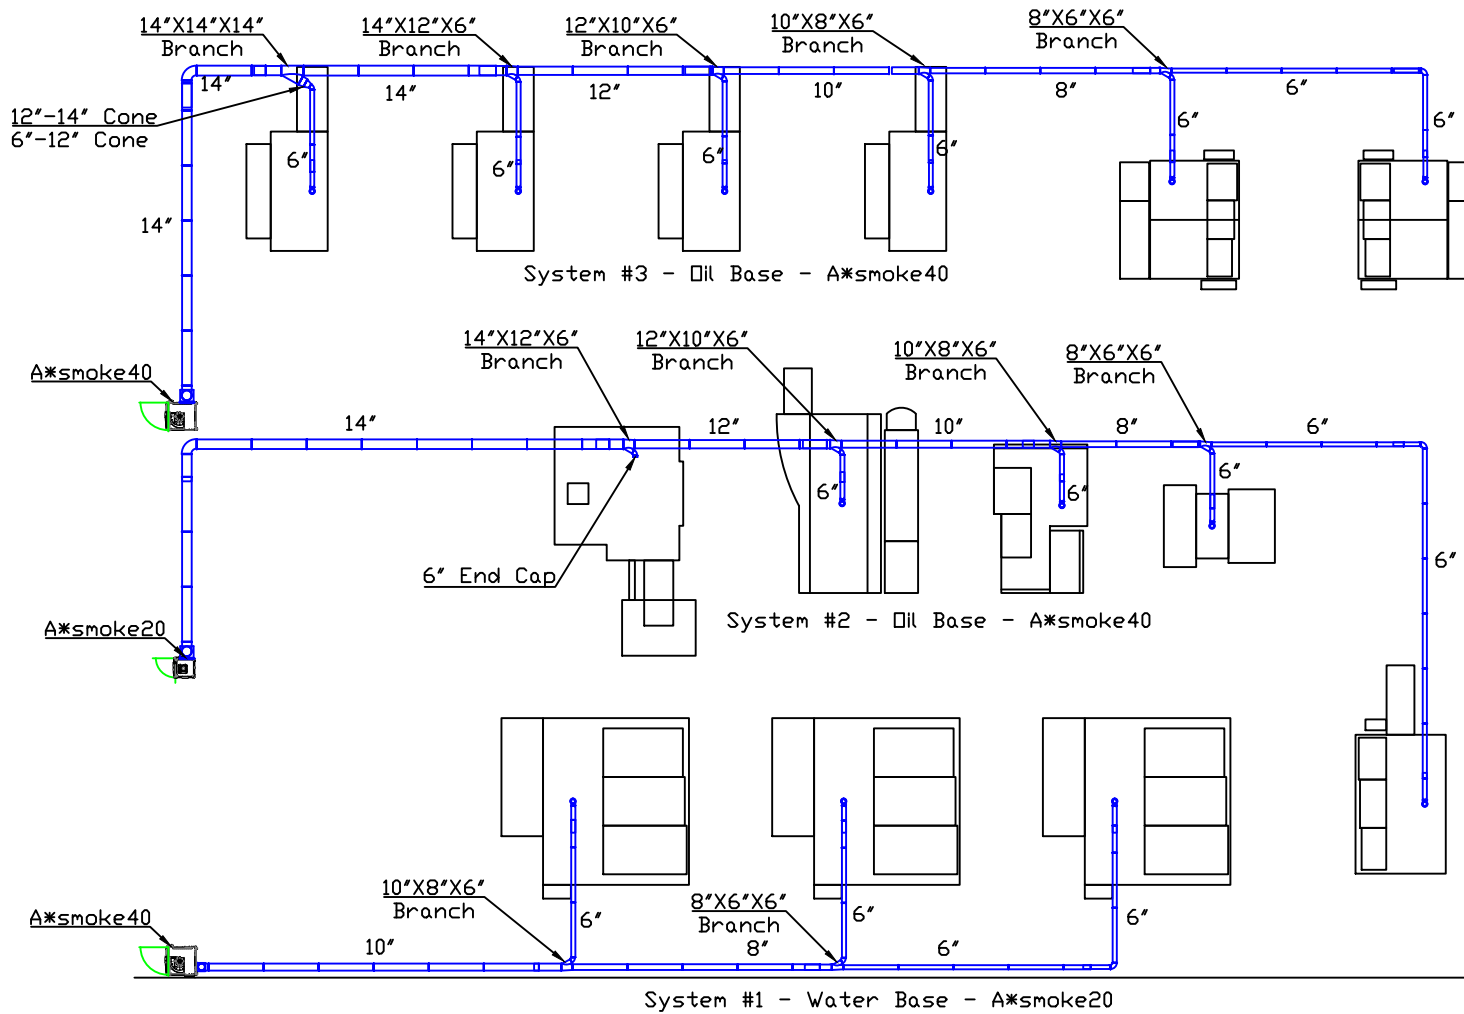 14"X14"X14"
Branch
14"X12"X6"
Branch
12"X10"X6"
Branch
10"X8"X6"
Branch
8"X6"X6"
Branch
14"
14"
12"
10"
8"
6"
12"-14" Cone
6"-12" Cone
6"
6"
6"
6"
6"
6"
14"
System #3 - Oil Base - A*smoke40
A*smoke40
14"X12"X6"
Branch
12"X10"X6"
Branch
10"X8"X6"
Branch
8"X6"X6"
Branch
14"
12"
10"
8"
6"
6"
6"
6"
6"
6" End Cap
System #2 - Oil Base - A*smoke40
A*smoke20
10"X8"X6"
Branch
8"X6"X6"
Branch
6"
6"
6"
A*smoke40
10"
8"
6"
System #1 - Water Base - A*smoke20